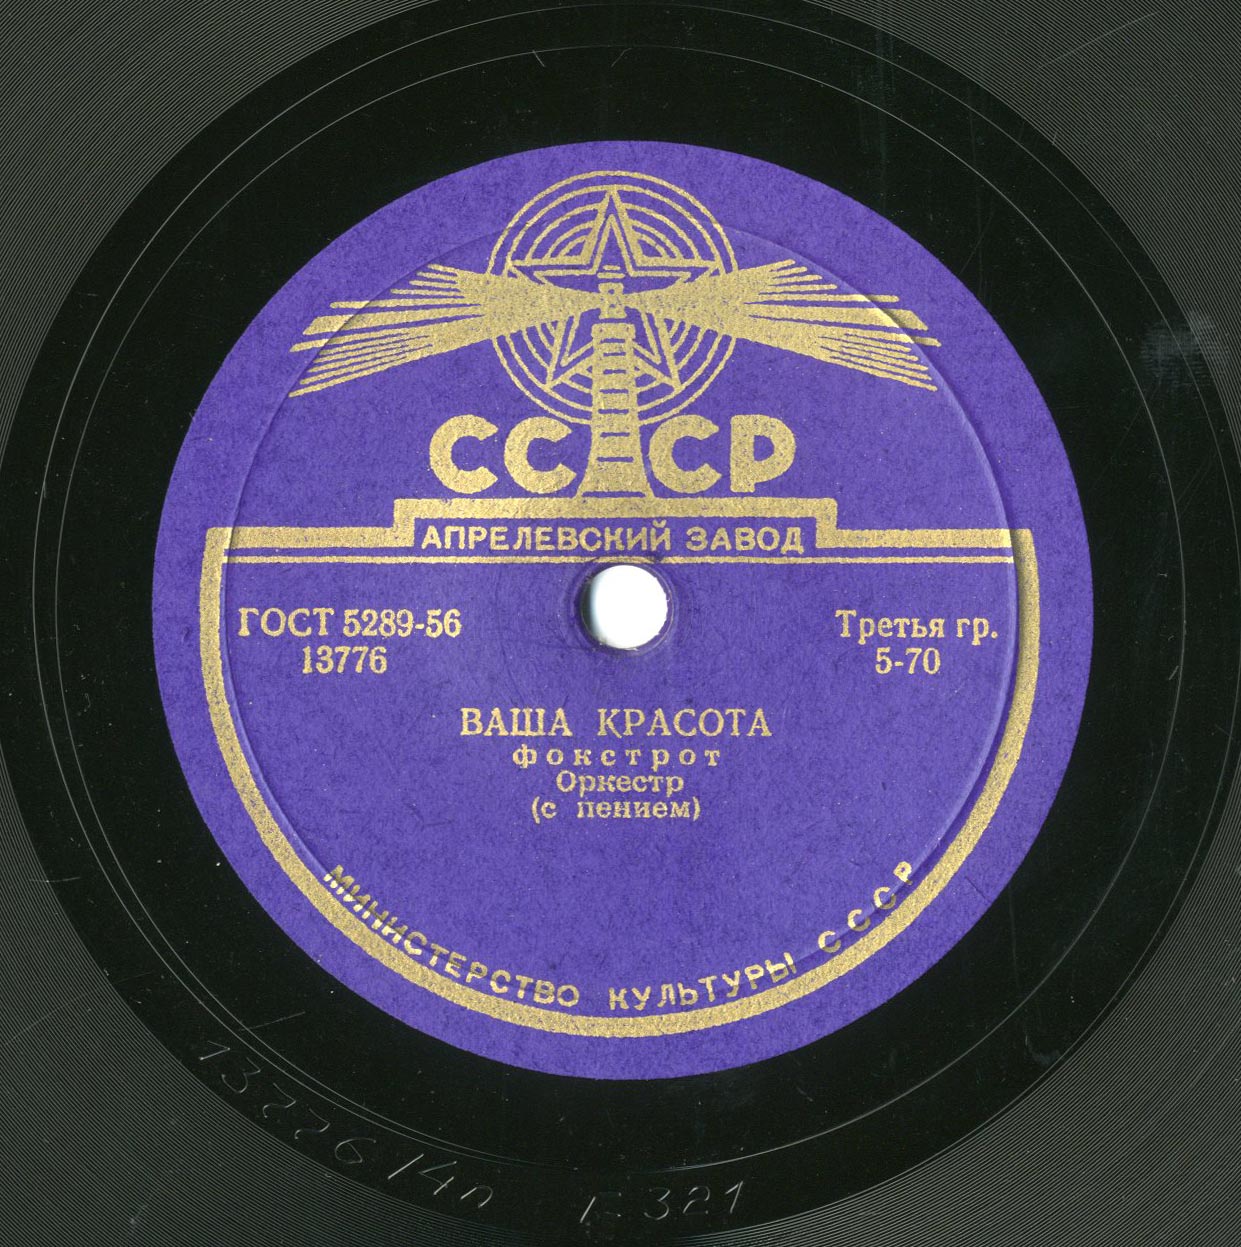 СССР
АПРЕЛЕВСКИЙ ЗАВОД
ГОСТ 5289-56
13776
Третья гр.
5-70
ВАША КРАСОТА
фокстрот
Оркестр
(с пением)
МИНИСТЕРСТВО КУЛЬТУРЫ СССР
321